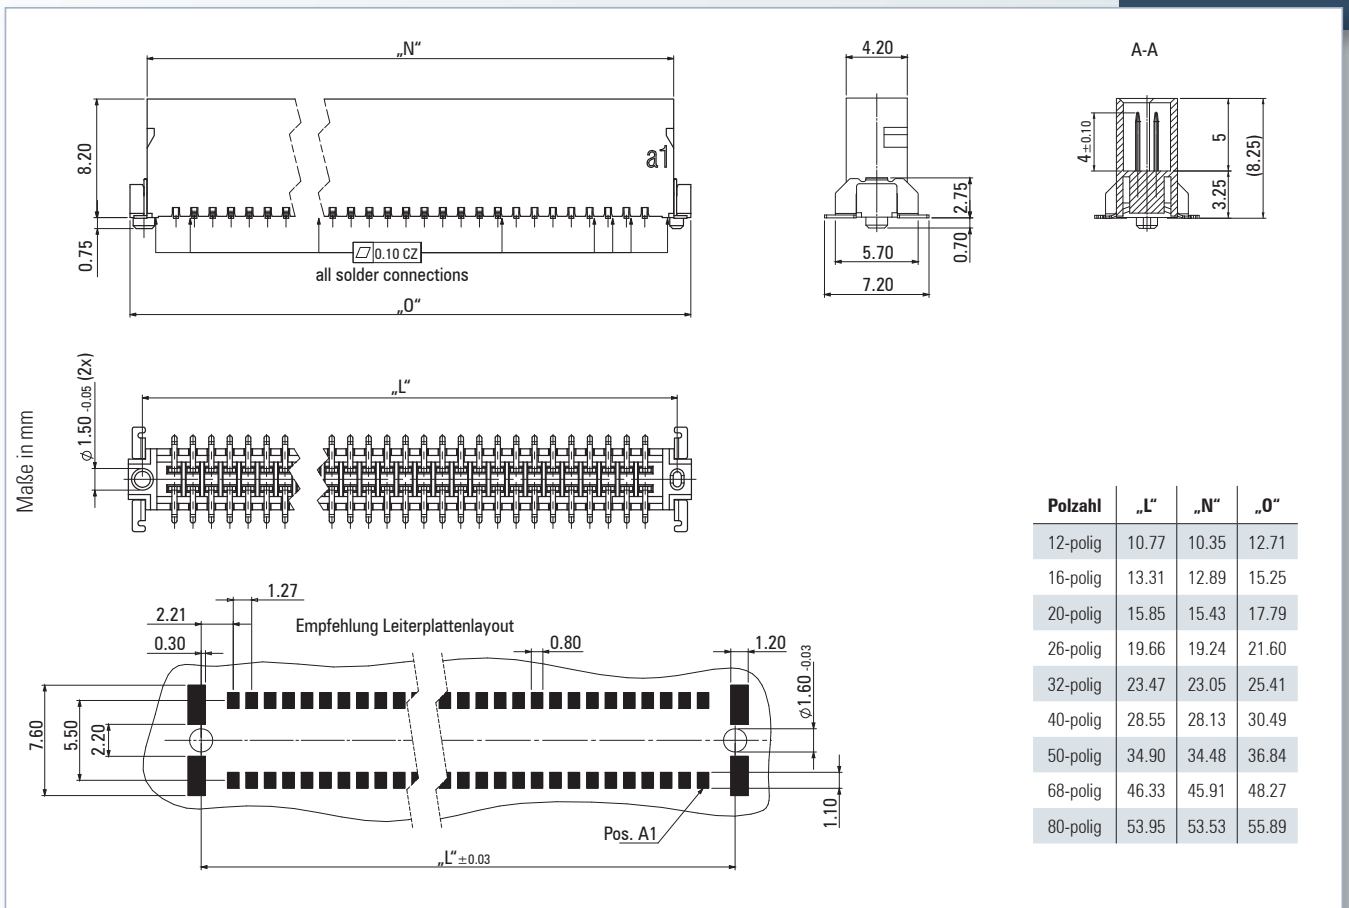 „N“
8.20
0.75
a1
0.10 CZ
all solder connections
„O“
4.20
2.75
0.70
5.70
7.20
A-A
4 ±0.10
5
3.25
(8.25)
Maße in mm
Ø 1.50 -0.05 (2x)
„L“
1.27
2.21
0.30
Empfehlung Leiterplattenlayout
0.80
1.20
Ø1.60 -0.03
7.60
5.50
2.20
1.10
Pos. A1
„L“ ±0.03
Polzahl „L“ „N“ „O“
12-polig 10.77 10.35 12.71
16-polig 13.31 12.89 15.25
20-polig 15.85 15.43 17.79
26-polig 19.66 19.24 21.60
32-polig 23.47 23.05 25.41
40-polig 28.55 28.13 30.49
50-polig 34.90 34.48 36.84
68-polig 46.33 45.91 48.27
80-polig 53.95 53.53 55.89